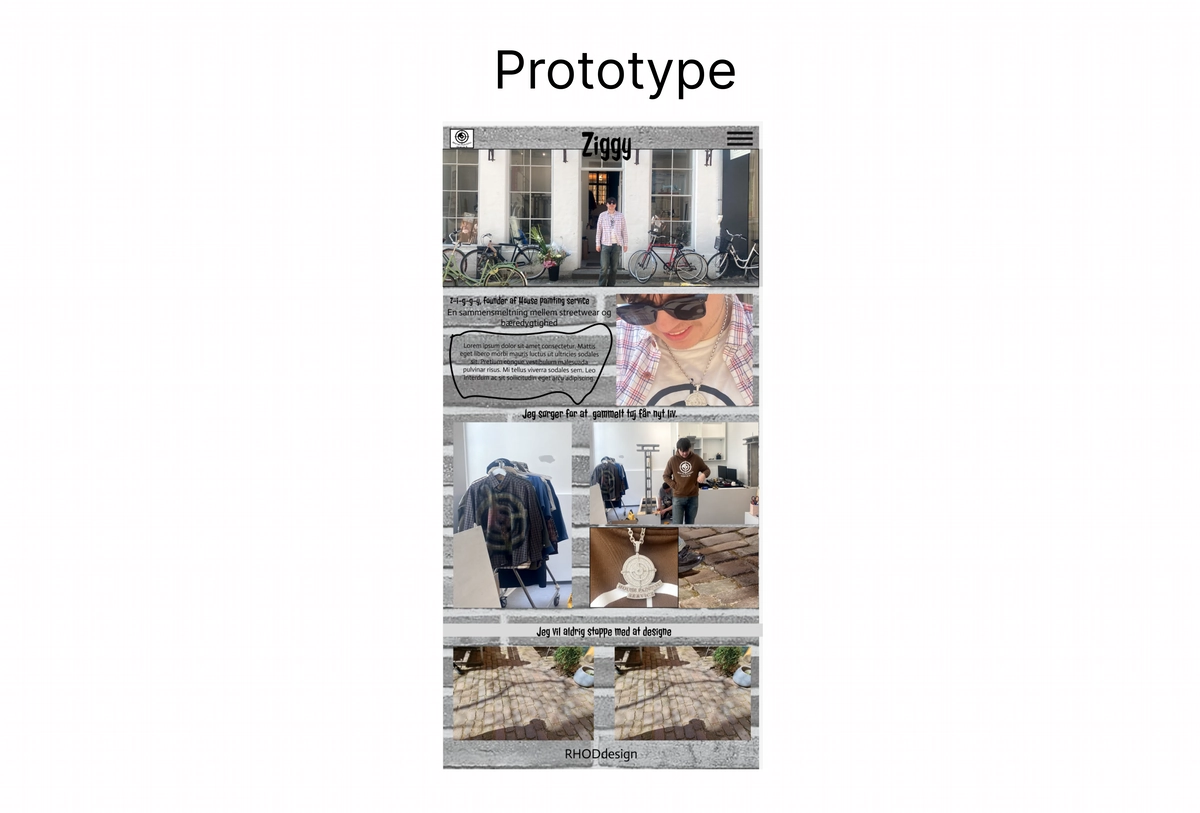 Prototype
Ziggy
Z-i-g-g-y, founder af House painting service
En sammensmeltning mellem streetwear og
bæredygtighed
Lorem ipsum dolor sit amet consectetur. Mattis
eget libero morbi mauris luctus ut ultricies sodales
sit. Pretium congue vestibulum malesuada
pulvinar risus. Mi tellus viverra sodales sem. Leo
interdum ac sit sollicitudin eget arcu adipiscing
Jeg sørger for at gammelt tøj får nyt liv.
HOUSE PAINTING
SERVICE
Jeg vil aldrig stoppe med at designe
RHODdesign